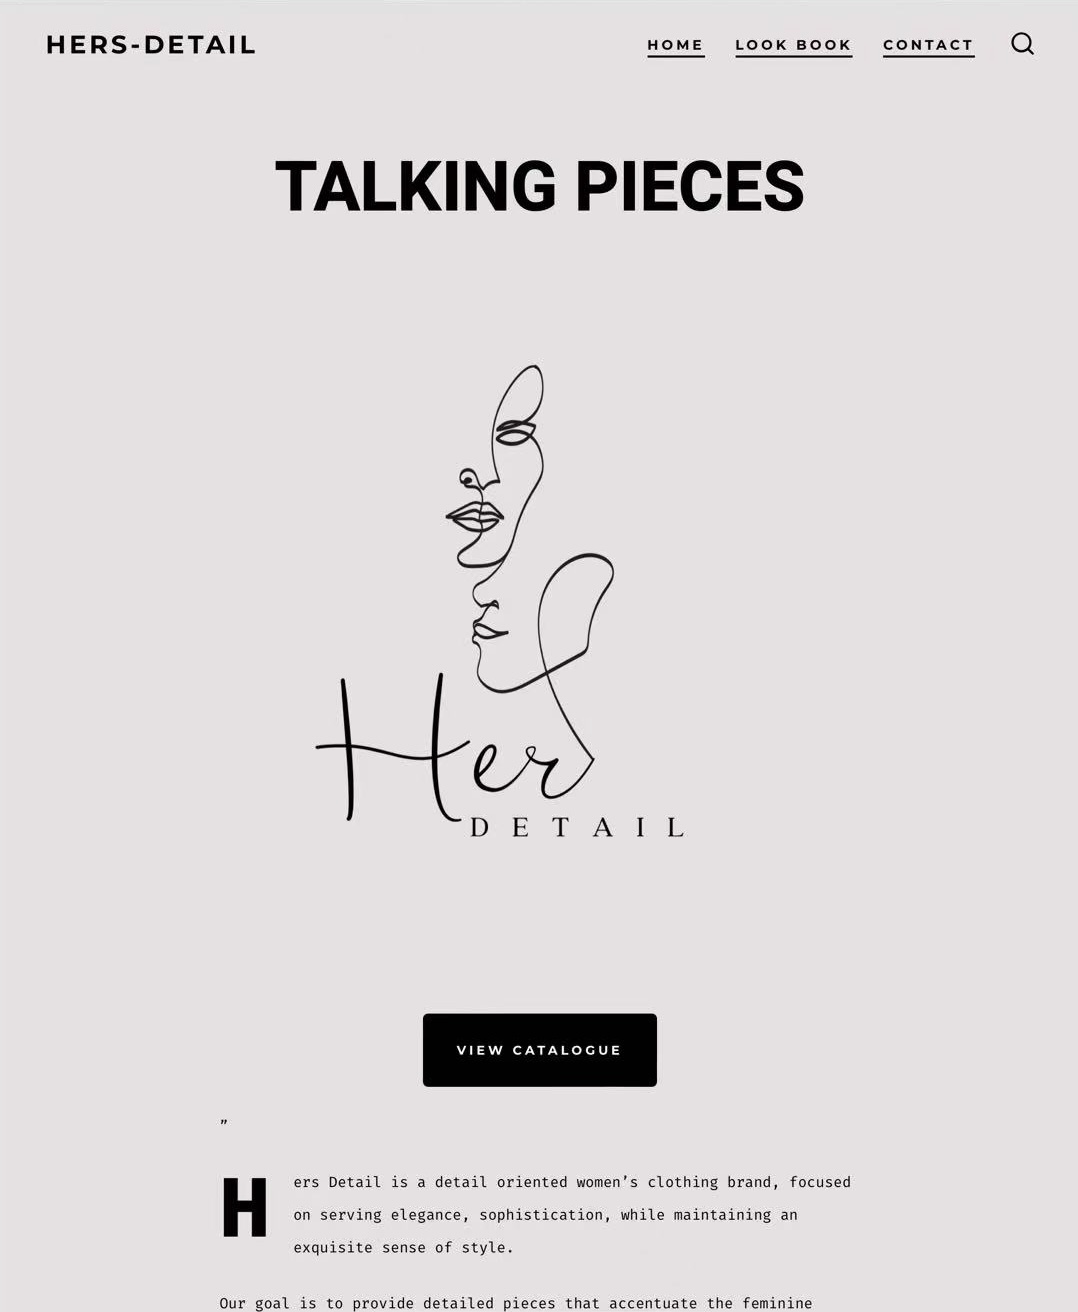 HERS-DETAIL
HOME LOOK BOOK CONTACT
TALKING PIECES
Her
DETAIL
VIEW CATALOGUE
”
Hers Detail is a detail oriented women’s clothing brand, focused
on serving elegance, sophistication, while maintaining an
exquisite sense of style.
Our goal is to provide detailed pieces that accentuate the feminine